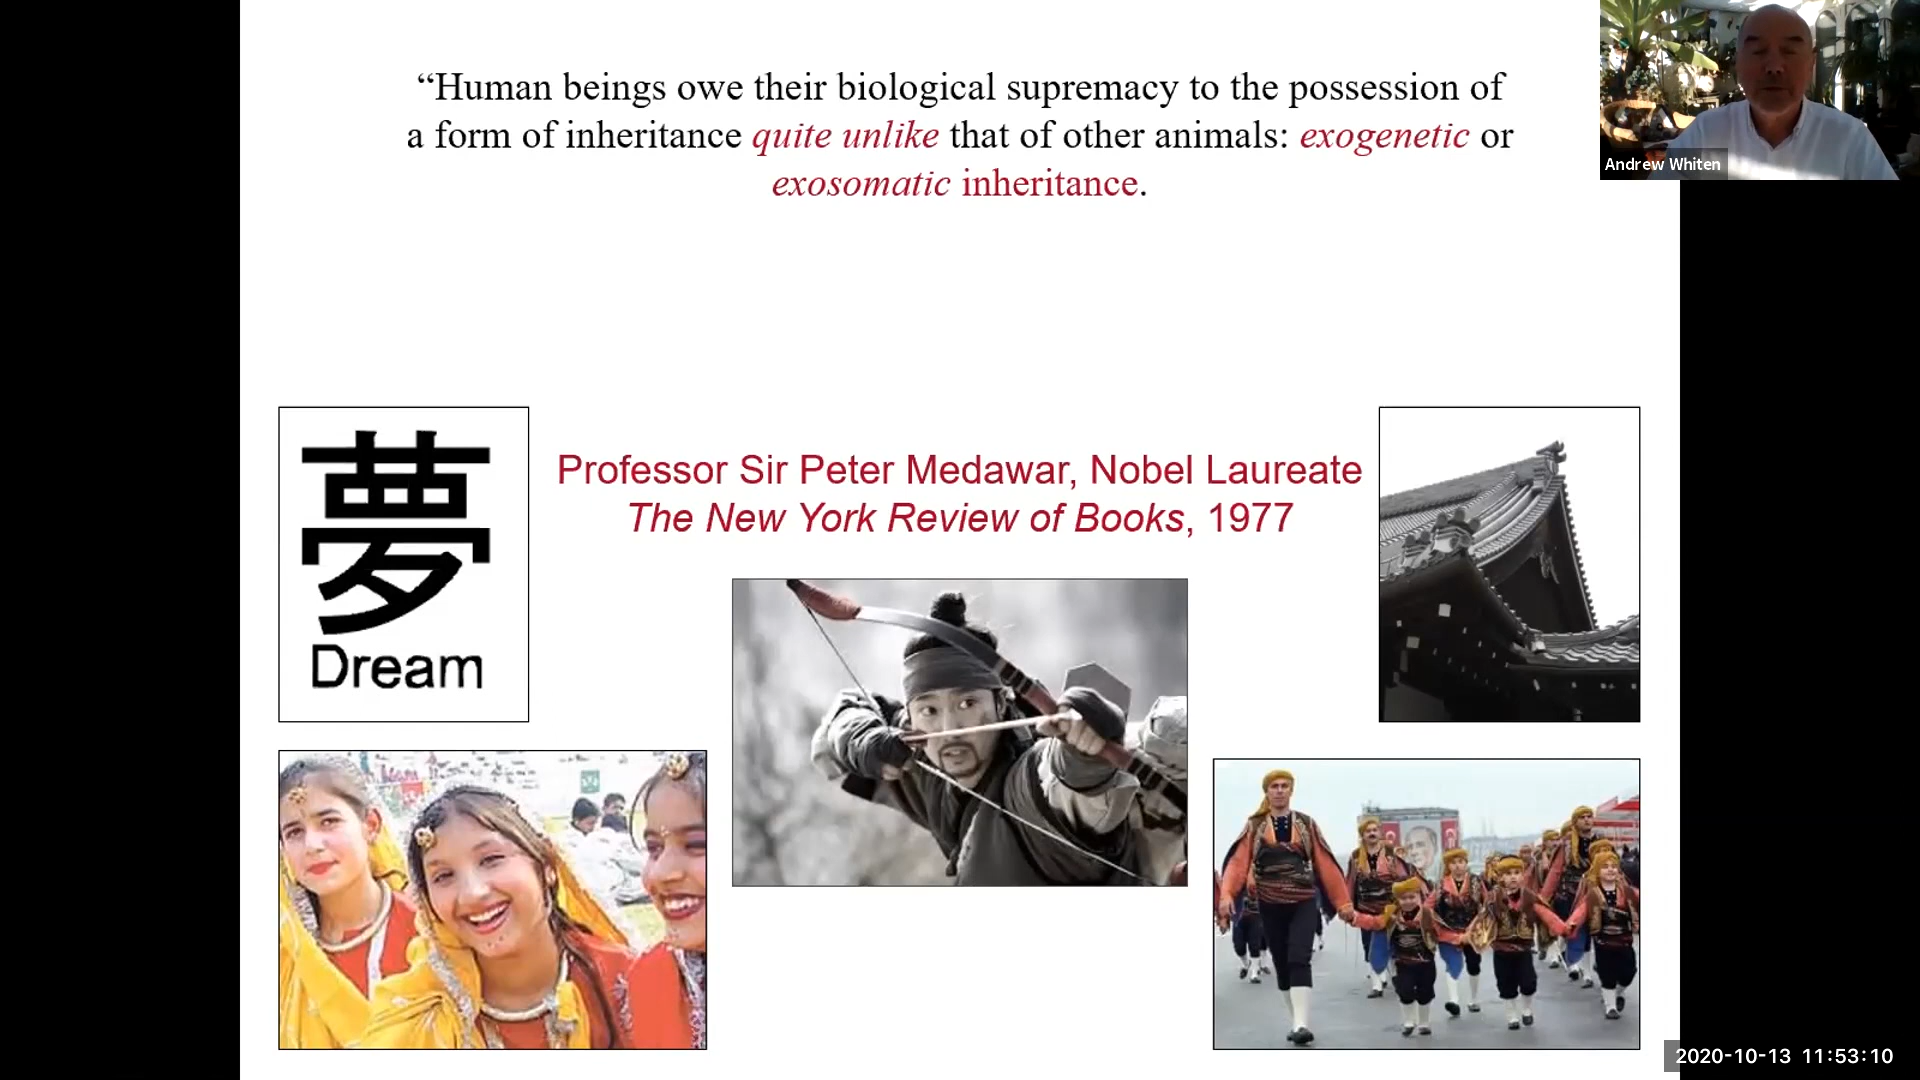 “Human beings owe their biological supremacy to the possession of
a form of inheritance quite unlike that of other animals: exogenetic or
exosomatic inheritance.
Andrew Whiten
夢
Dream
Professor Sir Peter Medawar, Nobel Laureate
The New York Review of Books, 1977
2020-10-13 11:53:10